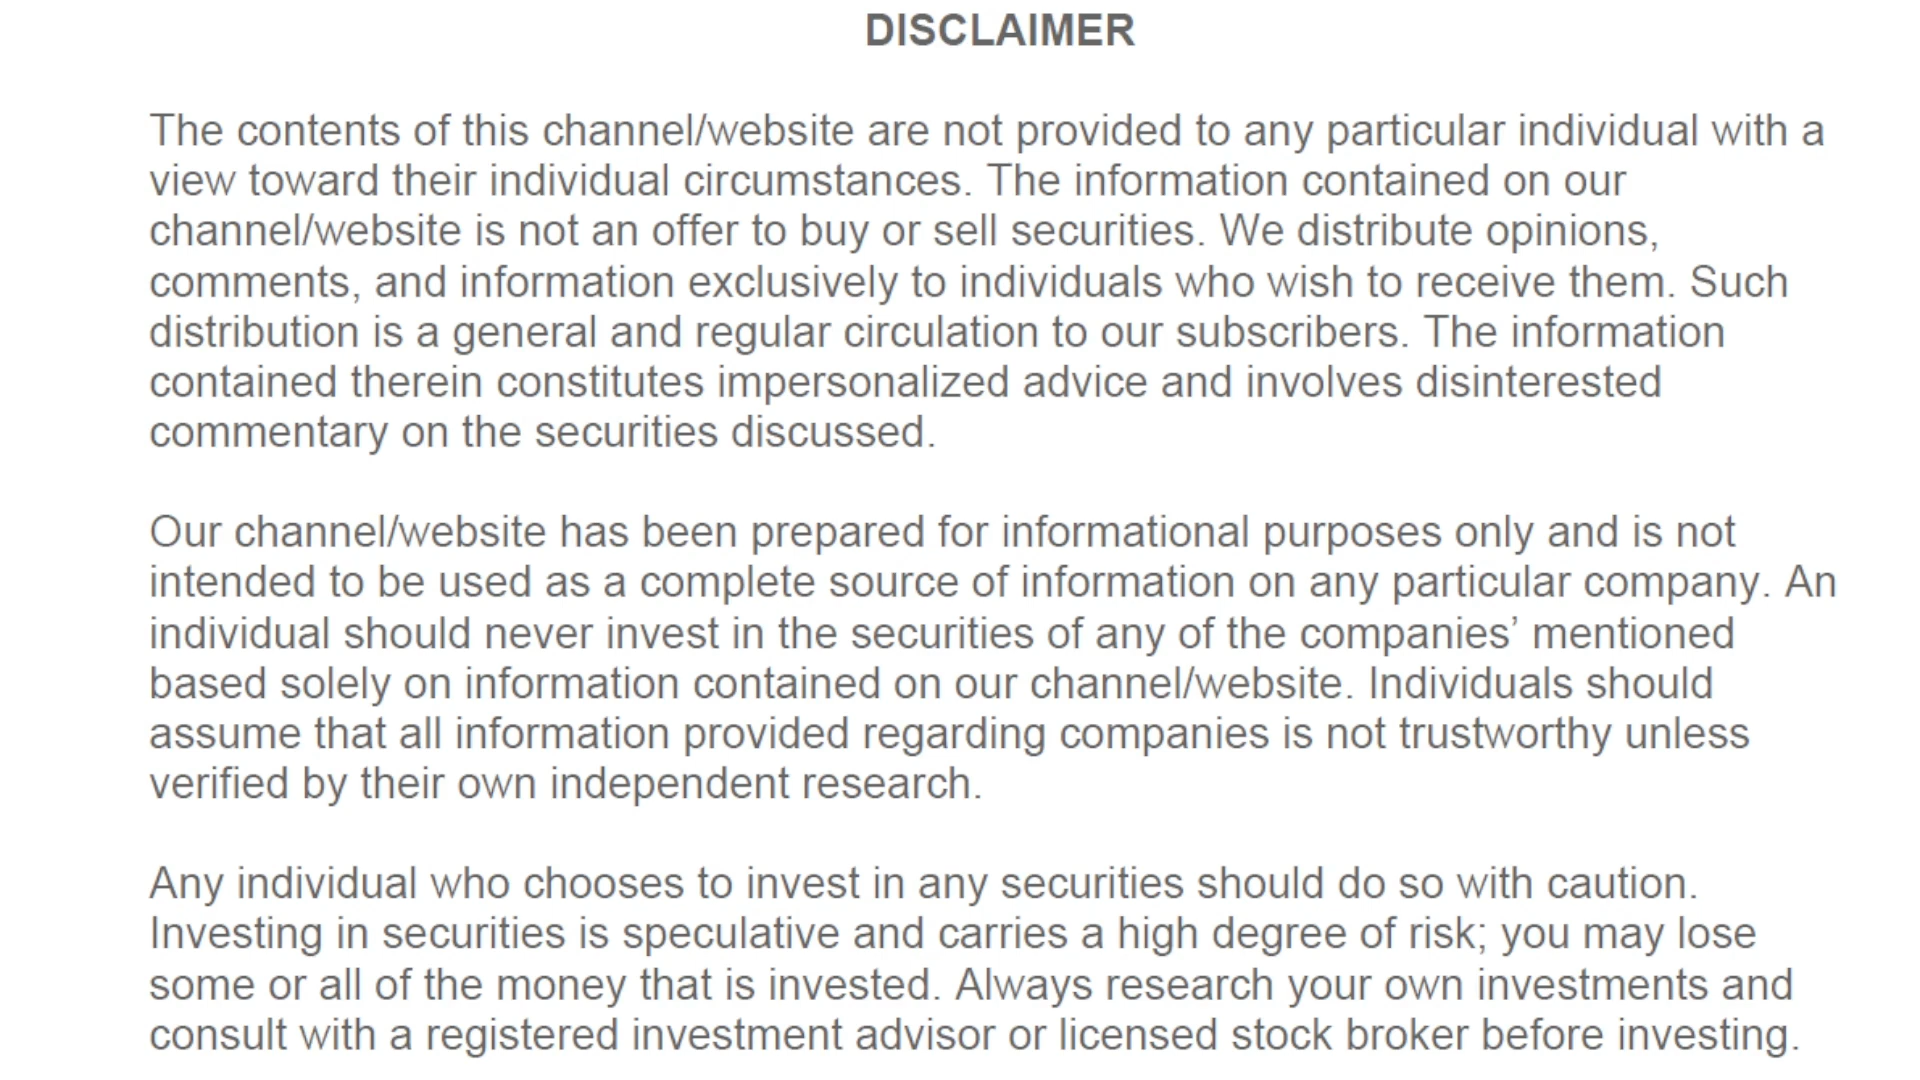 DISCLAIMER
The contents of this channel/website are not provided to any particular individual with a
view toward their individual circumstances. The information contained on our
channel/website is not an offer to buy or sell securities. We distribute opinions,
comments, and information exclusively to individuals who wish to receive them. Such
distribution is a general and regular circulation to our subscribers. The information
contained therein constitutes impersonalized advice and involves disinterested
commentary on the securities discussed.
Our channel/website has been prepared for informational purposes only and is not
intended to be used as a complete source of information on any particular company. An
individual should never invest in the securities of any of the companies’ mentioned
based solely on information contained on our channel/website. Individuals should
assume that all information provided regarding companies is not trustworthy unless
verified by their own independent research.
Any individual who chooses to invest in any securities should do so with caution.
Investing in securities is speculative and carries a high degree of risk; you may lose
some or all of the money that is invested. Always research your own investments and
consult with a registered investment advisor or licensed stock broker before investing.